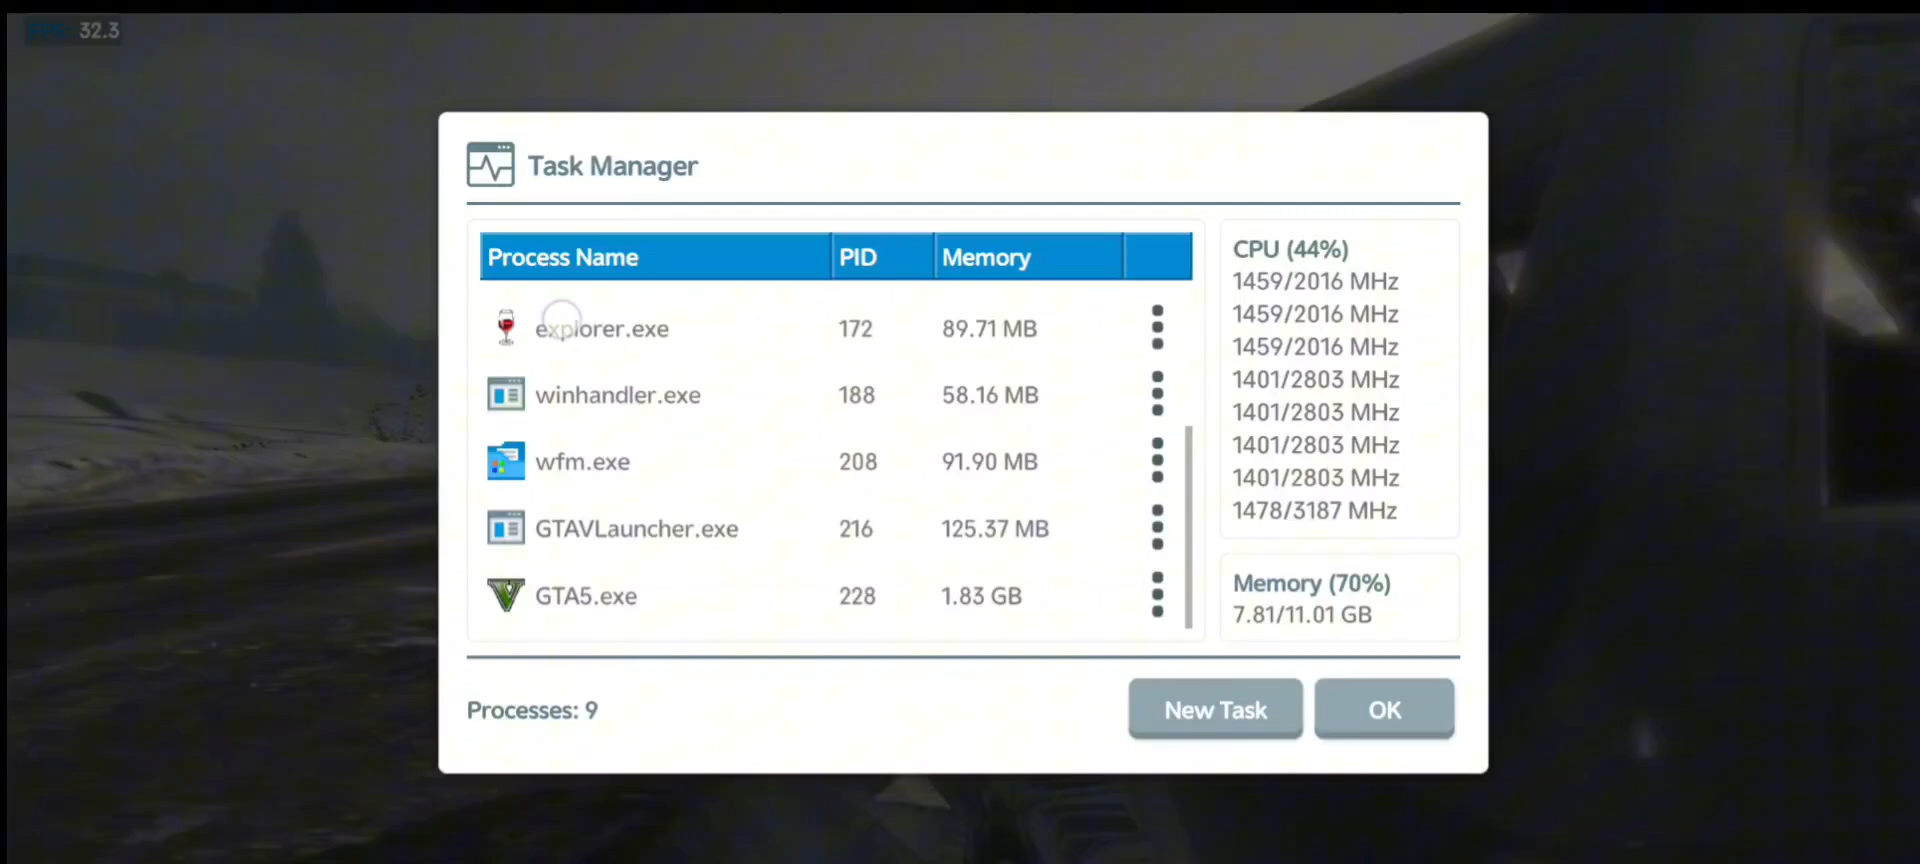 32.3
Task Manager
Process Name PID Memory
explorer.exe 172 89.71 MB
winhandler.exe 188 58.16 MB
wfm.exe 208 91.90 MB
GTAVLauncher.exe 216 125.37 MB
GTA5.exe 228 1.83 GB
CPU (44%)
1459/2016 MHz
1459/2016 MHz
1459/2016 MHz
1401/2803 MHz
1401/2803 MHz
1401/2803 MHz
1401/2803 MHz
1478/3187 MHz
Memory (70%)
7.81/11.01 GB
Processes: 9
New Task
OK